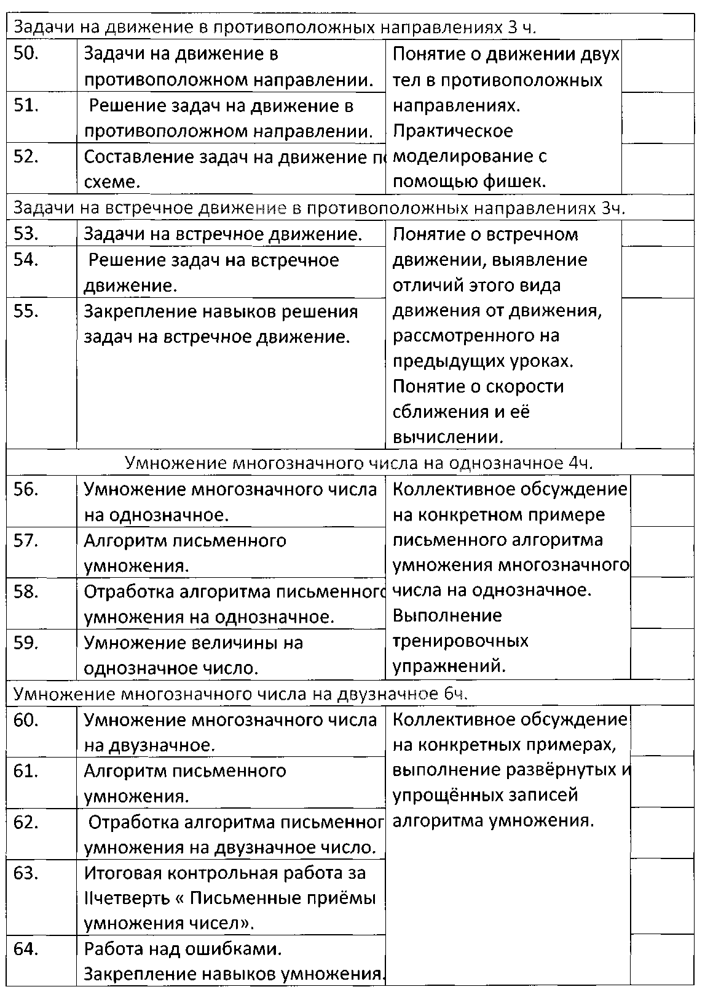 Задачи на движение в противоположных направлениях 3 ч.
50.
Задачи на движение в
противоположном направлении.
Понятие о движении двух
тел в противоположных
направлениях.
Практическое
моделирование с
помощью фишек.
51.
Решение задач на движение в
противоположном направлении.
52.
Составление задач на движение по
схеме.
Задачи на встречное движение в противоположных направлениях 3ч.
53.
Задачи на встречное движение.
Понятие о встречном
движении, выявление
отличий этого вида
движения от движения,
рассмотренного на
предыдущих уроках.
Понятие о скорости
сближения и её
вычислении.
54.
Решение задач на встречное
движение.
55.
Закрепление навыков решения
задач на встречное движение.
Умножение многозначного числа на однозначное 4ч.
56.
Умножение многозначного числа
на однозначное.
Коллективное обсуждение
на конкретном примере
письменного алгоритма
умножения многозначного
числа на однозначное.
Выполнение
тренировочных
упражнений.
57.
Алгоритм письменного
умножения.
58.
Отработка алгоритма письменного
умножения на однозначное.
59.
Умножение величины на
однозначное число.
Умножение многозначного числа на двузначное 6ч.
60.
Умножение многозначного числа
на двузначное.
Коллективное обсуждение
на конкретных примерах,
выполнение развёрнутых и
упрощённых записей
алгоритма умножения.
61.
Алгоритм письменного
умножения.
62.
Отработка алгоритма письменног
умножения на двузначное число.
63.
Итоговая контрольная работа за
IIчетверть « Письменные приёмы
умножения чисел».
64.
Работа над ошибками.
Закрепление навыков умножения.